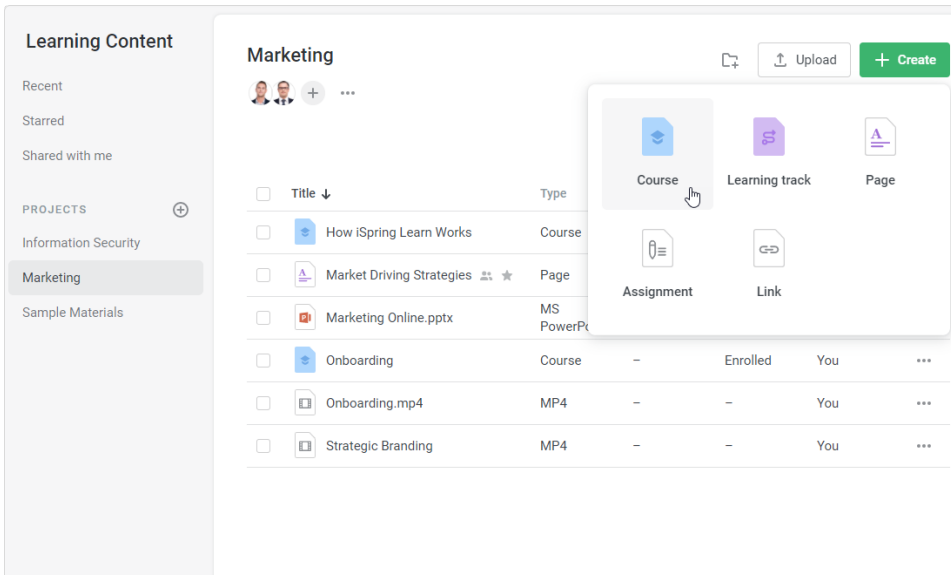 Learning Content
Recent
Starred
Shared with me
PROJECTS
Information Security
Marketing
Sample Materials
Marketing
Upload
Create
Course
Learning track
Page
Assignment
Link
Title Type
How iSpring Learn Works Course
Market Driving Strategies Page
Marketing Online.pptx MS
Onboarding Course – Enrolled You
Onboarding.mp4 MP4 – – You
Strategic Branding MP4 – – You